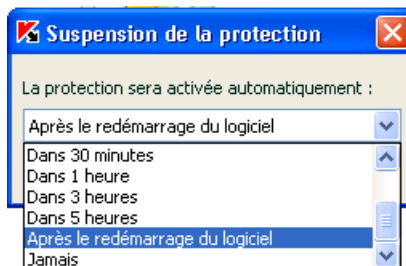 Suspension de la protection
La protection sera activée automatiquement :
Après le redémarrage du logiciel
Dans 30 minutes
Dans 1 heure
Dans 3 heures
Dans 5 heures
Après le redémarrage du logiciel
Jamais